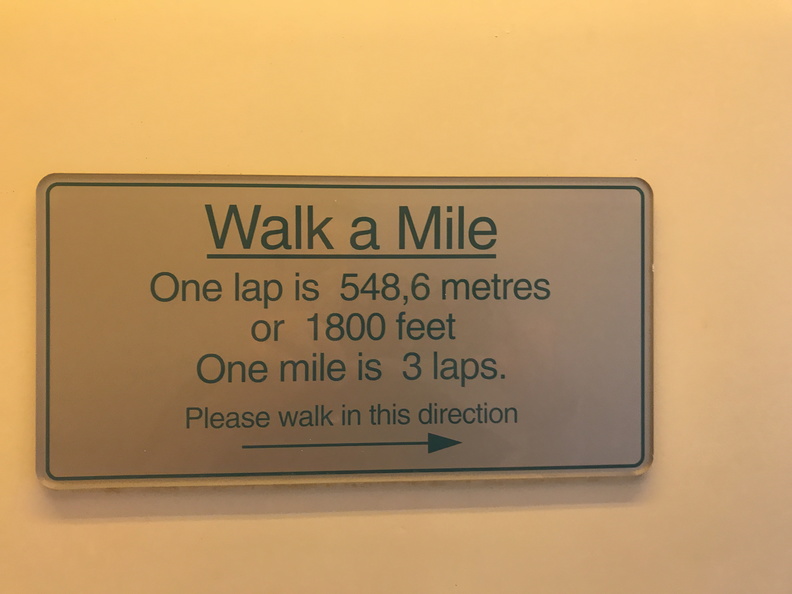 Walk a Mile
One lap is 548,6 metres
or 1800 feet
One mile is 3 laps.
Please walk in this direction